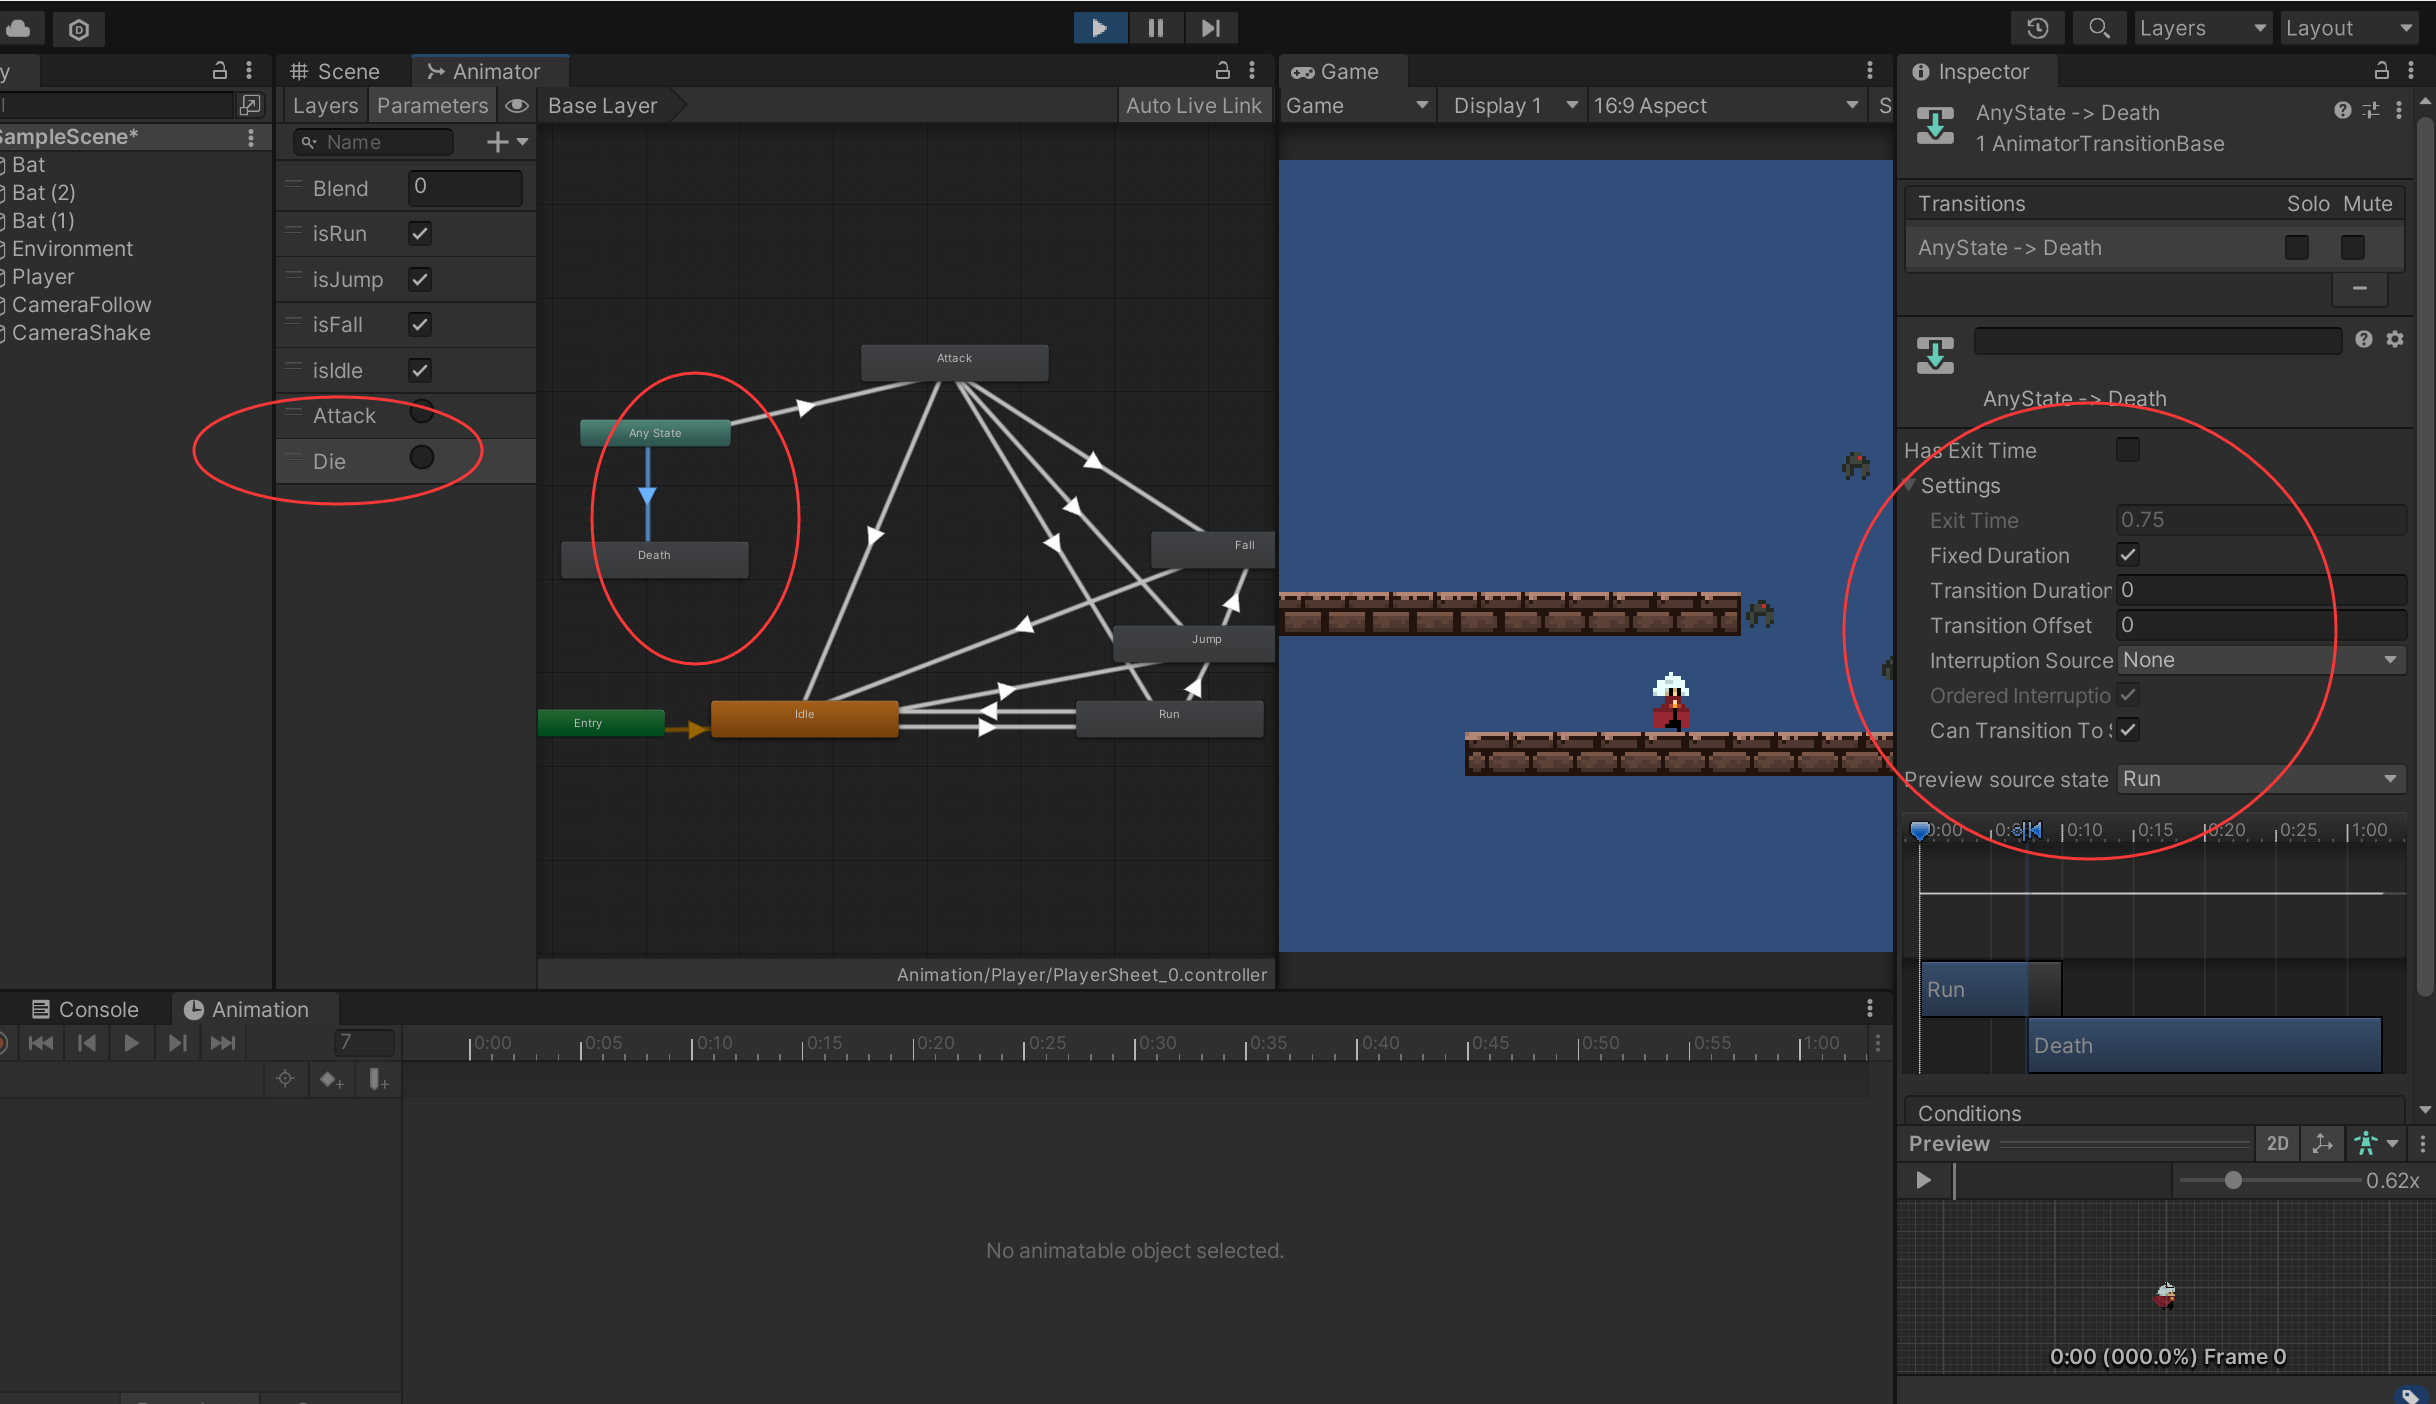 Layers
Layout
y
Scene
Animator
Game
Inspector
Layers
Parameters
Base Layer
Auto Live Link
Game
Display 1
16:9 Aspect
S
AnyState -> Death
1 AnimatorTransitionBase
SampleScene*
Bat
Bat (2)
Bat (1)
Environment
Player
CameraFollow
CameraShake
Name
Blend
0
isRun
isJump
isFall
isIdle
Attack
Die
Attack
Any State
Death
Fall
Jump
Entry
Idle
Run
Animation/Player/PlayerSheet_0.controller
Transitions
Solo
Mute
AnyState -> Death
AnyState -> Death
Has Exit Time
Settings
Exit Time
0.75
Fixed Duration
Transition Duration
0
Transition Offset
0
Interruption Source
None
Ordered Interruptio
Can Transition To S
Preview source state
Run
0:00
0:10
0:15
0:20
0:25
1:00
Run
Death
Conditions
Preview
2D
0.62x
0:00 (000.0%) Frame 0
Console
Animation
7
0:00
0:05
0:10
0:15
0:20
0:25
0:30
0:35
0:40
0:45
0:50
0:55
1:00
No animatable object selected.